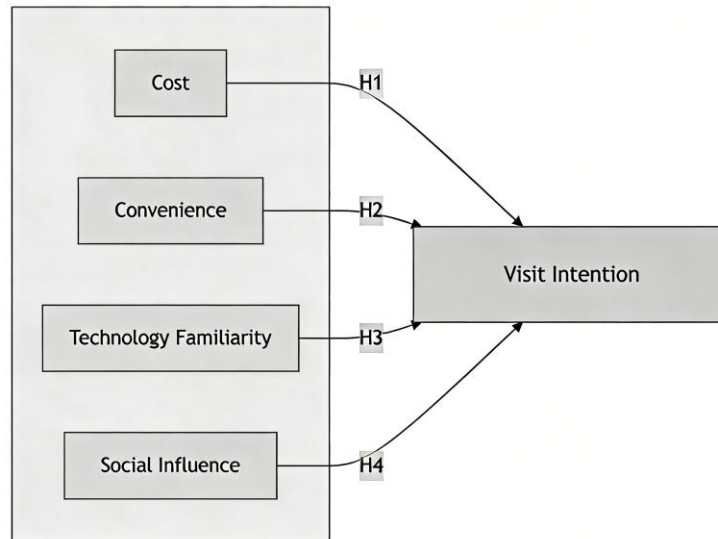 Cost
H1
Convenience
H2
Visit Intention
Technology Familiarity
H3
Social Influence
H4